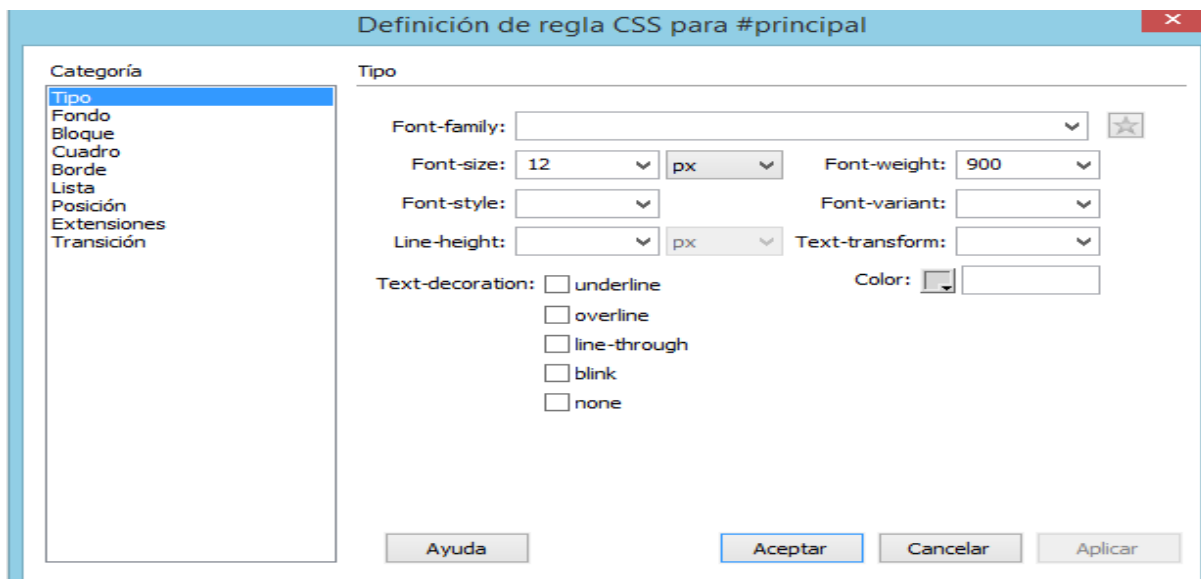 Definición de regla CSS para #principal
Categoría
Tipo
Fondo
Bloque
Cuadro
Borde
Lista
Posición
Extensiones
Transición
Tipo
Font-family:
Font-size: 12 px Font-weight: 900
Font-style: Font-variant:
Line-height: px Text-transform:
Text-decoration: underline Color:
overline
line-through
blink
none
Ayuda Aceptar Cancelar Aplicar